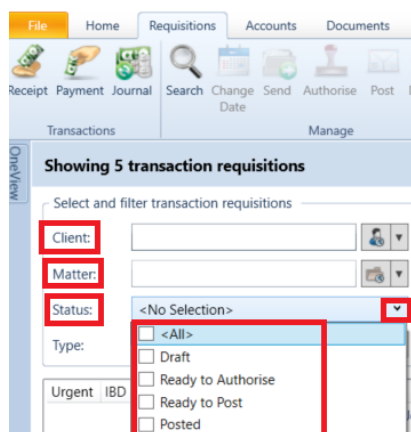 File Home Requisitions Accounts Documents
Receipt Payment Journal Search Change Date Send Authorise Post
Transactions Manage
OneView
Showing 5 transaction requisitions
Select and filter transaction requisitions
Client:
Matter:
Status: <No Selection>
<All>
Type:
Draft
Ready to Authorise
Urgent IBD
Ready to Post
Posted